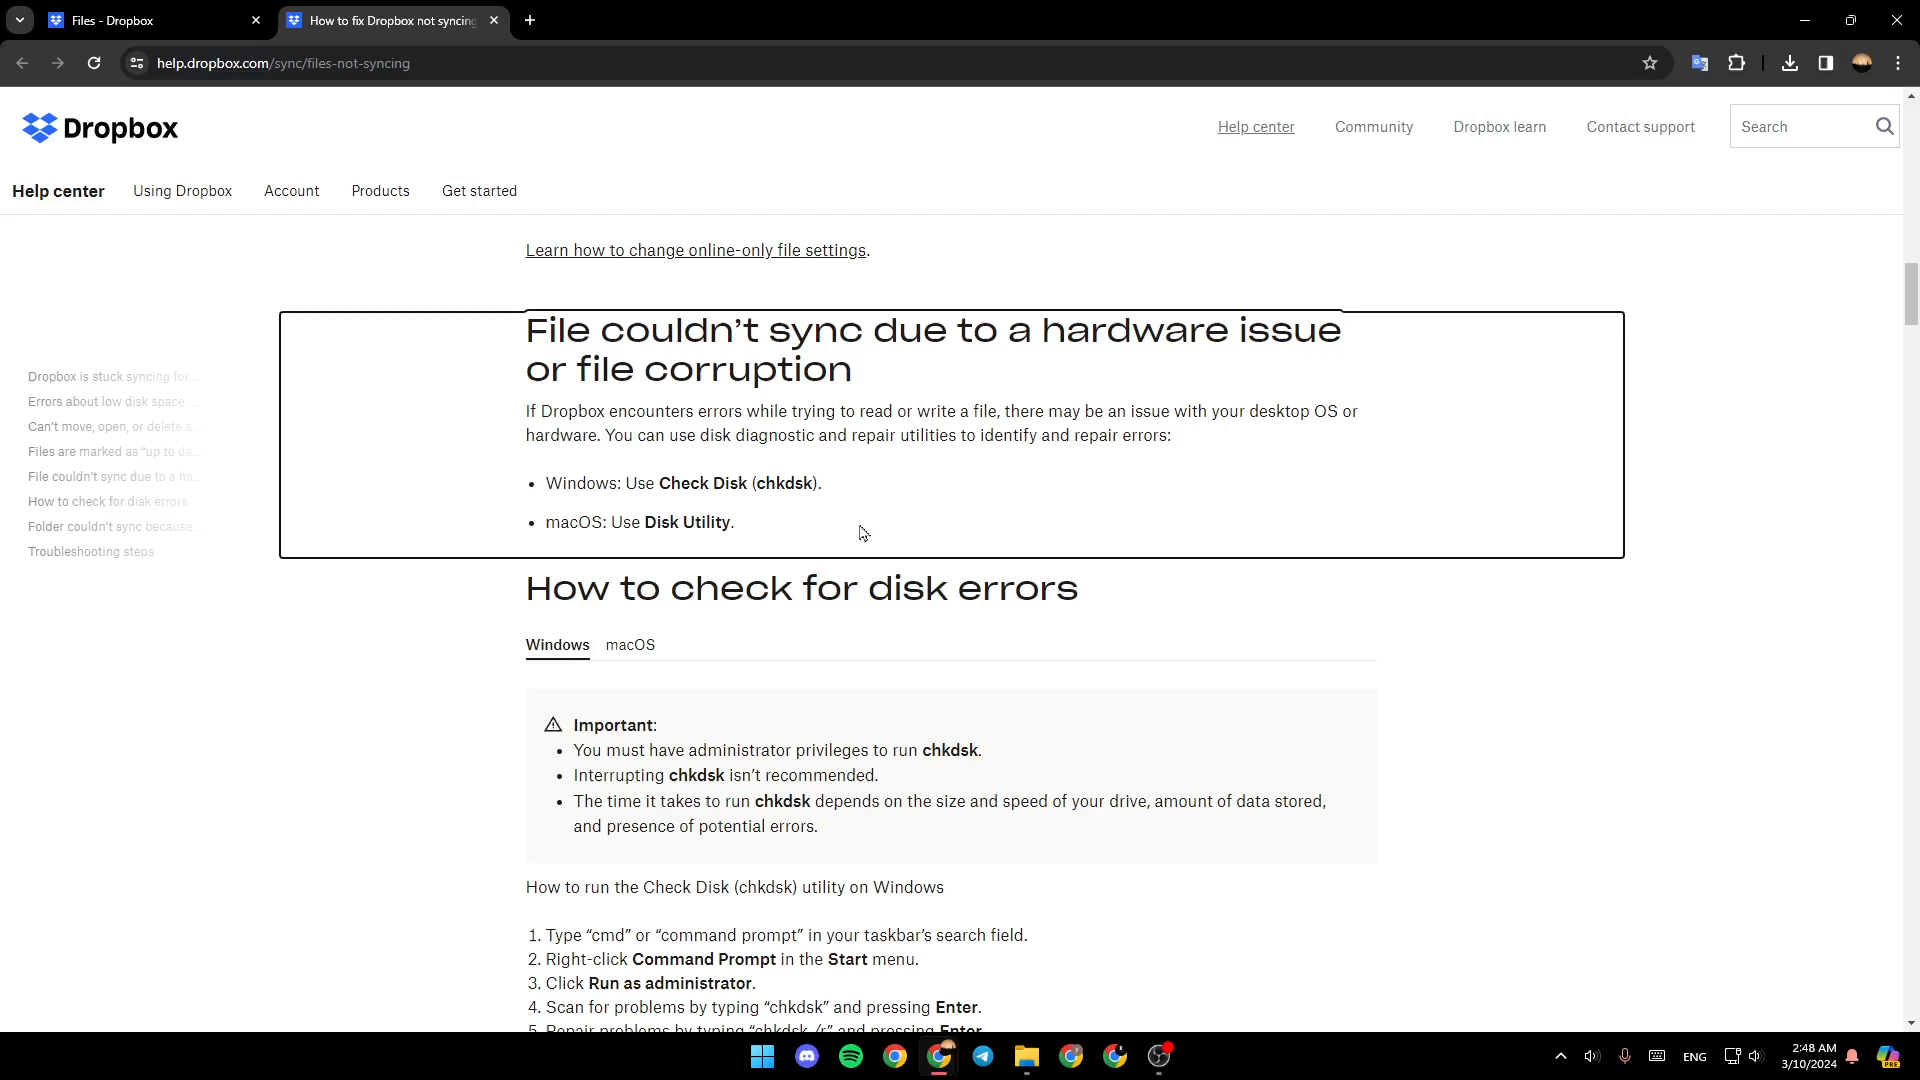 Files - Dropbox
How to fix Dropbox not syncing
help.dropbox.com/sync/files-not-syncing
Dropbox
Help center
Community
Dropbox learn
Contact support
Search
Help center
Using Dropbox
Account
Products
Get started
Learn how to change online-only file settings.
File couldn’t sync due to a hardware issue
or file corruption
If Dropbox encounters errors while trying to read or write a file, there may be an issue with your desktop OS or
hardware. You can use disk diagnostic and repair utilities to identify and repair errors:
• Windows: Use Check Disk (chkdsk).
• macOS: Use Disk Utility.
Dropbox is stuck syncing for...
Errors about low disk space ...
Can’t move, open, or delete a...
Files are marked as “up to da...
File couldn’t sync due to a ha...
How to check for disk errors
Folder couldn’t sync because...
Troubleshooting steps
How to check for disk errors
Windows
macOS
Important:
• You must have administrator privileges to run chkdsk.
• Interrupting chkdsk isn’t recommended.
• The time it takes to run chkdsk depends on the size and speed of your drive, amount of data stored,
and presence of potential errors.
How to run the Check Disk (chkdsk) utility on Windows
1. Type “cmd” or “command prompt” in your taskbar’s search field.
2. Right-click Command Prompt in the Start menu.
3. Click Run as administrator.
4. Scan for problems by typing “chkdsk” and pressing Enter.
5. Repair problems by typing “chkdsk /r” and pressing Enter.
ENG
2:48 AM
3/10/2024
PRE